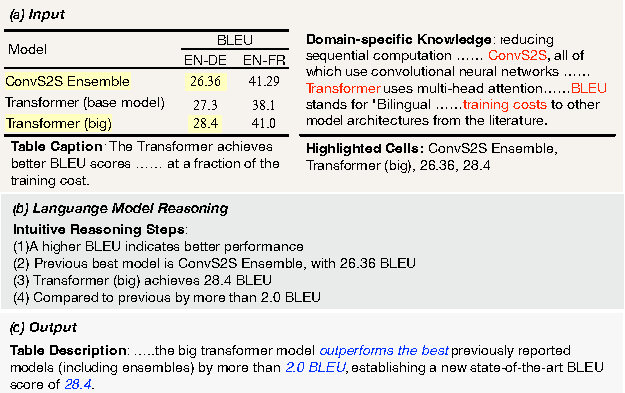 (a) Input
Model BLEU
EN-DE EN-FR
ConvS2S Ensemble 26.36 41.29
Transformer (base model) 27.3 38.1
Transformer (big) 28.4 41.0
Table Caption: The Transformer achieves
better BLEU scores …… at a fraction of the
training cost.
Domain-specific Knowledge: reducing
sequential computation …… ConvS2S, all of
which use convolutional neural networks ……
Transformer uses multi-head attention……BLEU
stands for "Bilingual ……training costs to other
model architectures from the literature.
Highlighted Cells: ConvS2S Ensemble,
Transformer (big), 26.36, 28.4
(b) Languange Model Reasoning
Intuitive Reasoning Steps:
(1)A higher BLEU indicates better performance
(2) Previous best model is ConvS2S Ensemble, with 26.36 BLEU
(3) Transformer (big) achieves 28.4 BLEU
(4) Compared to previous by more than 2.0 BLEU
(c) Output
Table Description: …..the big transformer model outperforms the best previously reported
models (including ensembles) by more than 2.0 BLEU, establishing a new state-of-the-art BLEU
score of 28.4.